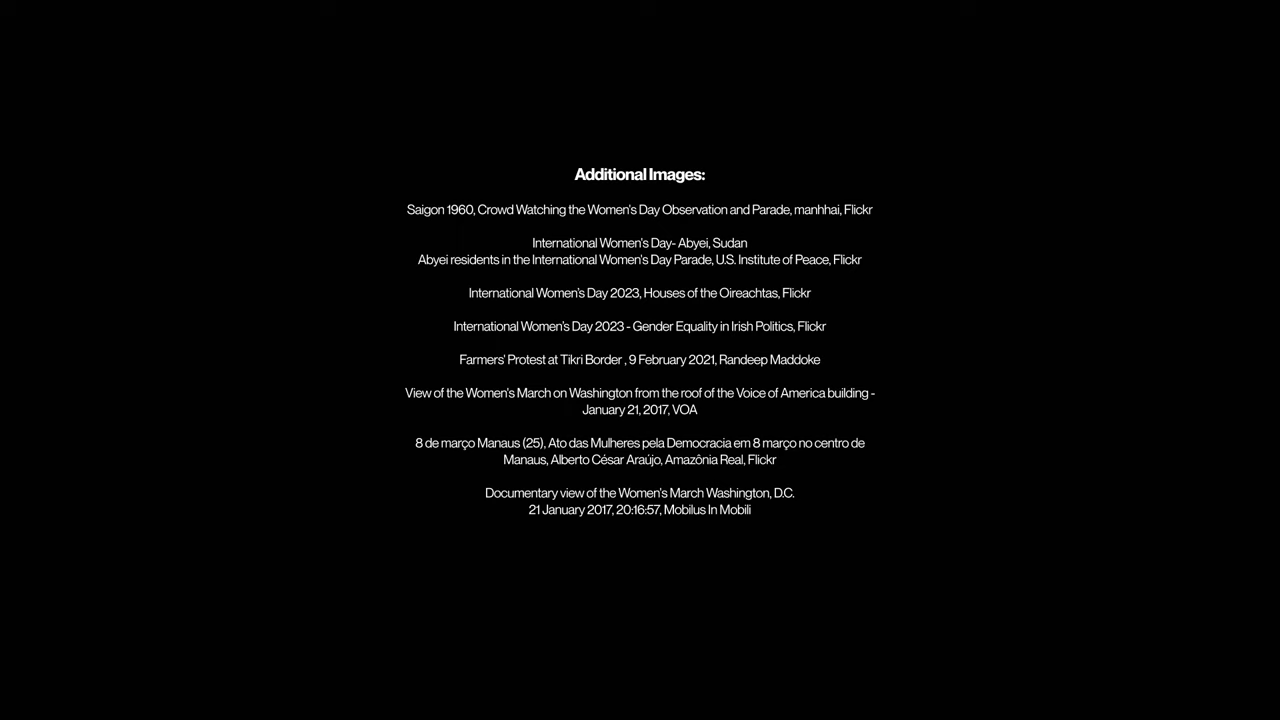 Additional Images:
Saigon 1960, Crowd Watching the Women's Day Observation and Parade, manhhai, Flickr
International Women's Day- Abyei, Sudan
Abyei residents in the International Women's Day Parade, U.S. Institute of Peace, Flickr
International Women's Day 2023, Houses of the Oireachtas, Flickr
International Women's Day 2023 - Gender Equality in Irish Politics, Flickr
Farmers' Protest at Tikri Border , 9 February 2021, Randeep Maddoke
View of the Women's March on Washington from the roof of the Voice of America building -
January 21, 2017, VOA
8 de março Manaus (25), Ato das Mulheres pela Democracia em 8 março no centro de
Manaus, Alberto César Araújo, Amazônia Real, Flickr
Documentary view of the Women's March Washington, D.C.
21 January 2017, 20:16:57, Mobilus In Mobili